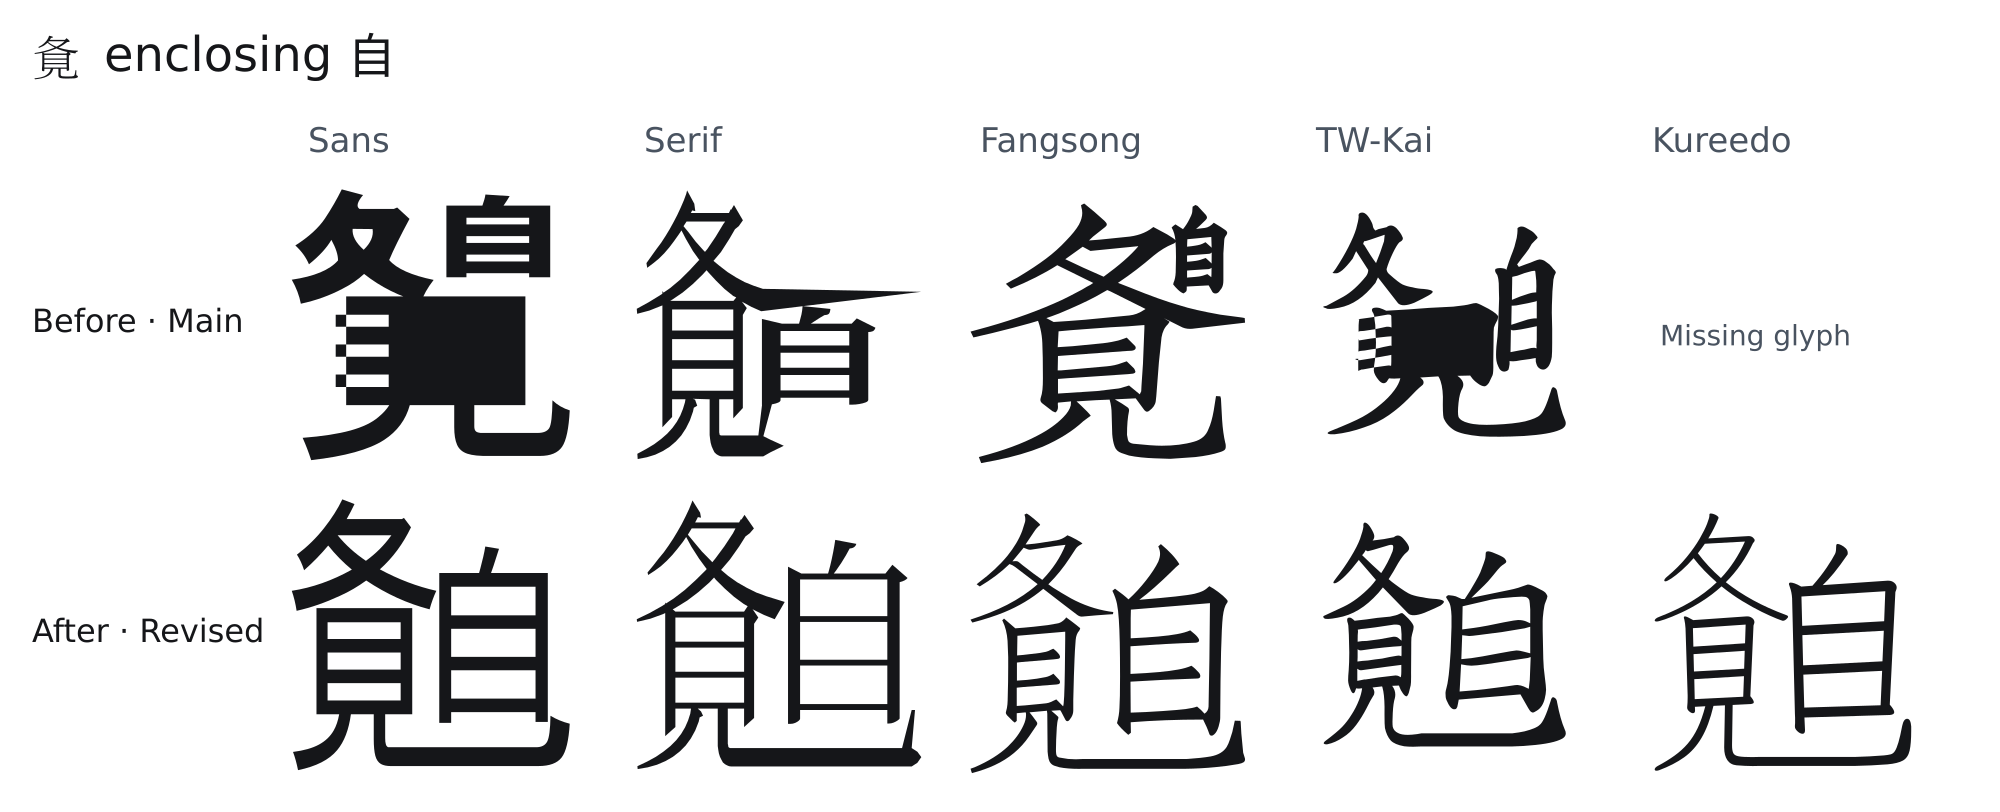 enclosing 自
Sans Serif Fangsong TW-Kai Kureedo
Before · Main
Missing glyph
After · Revised